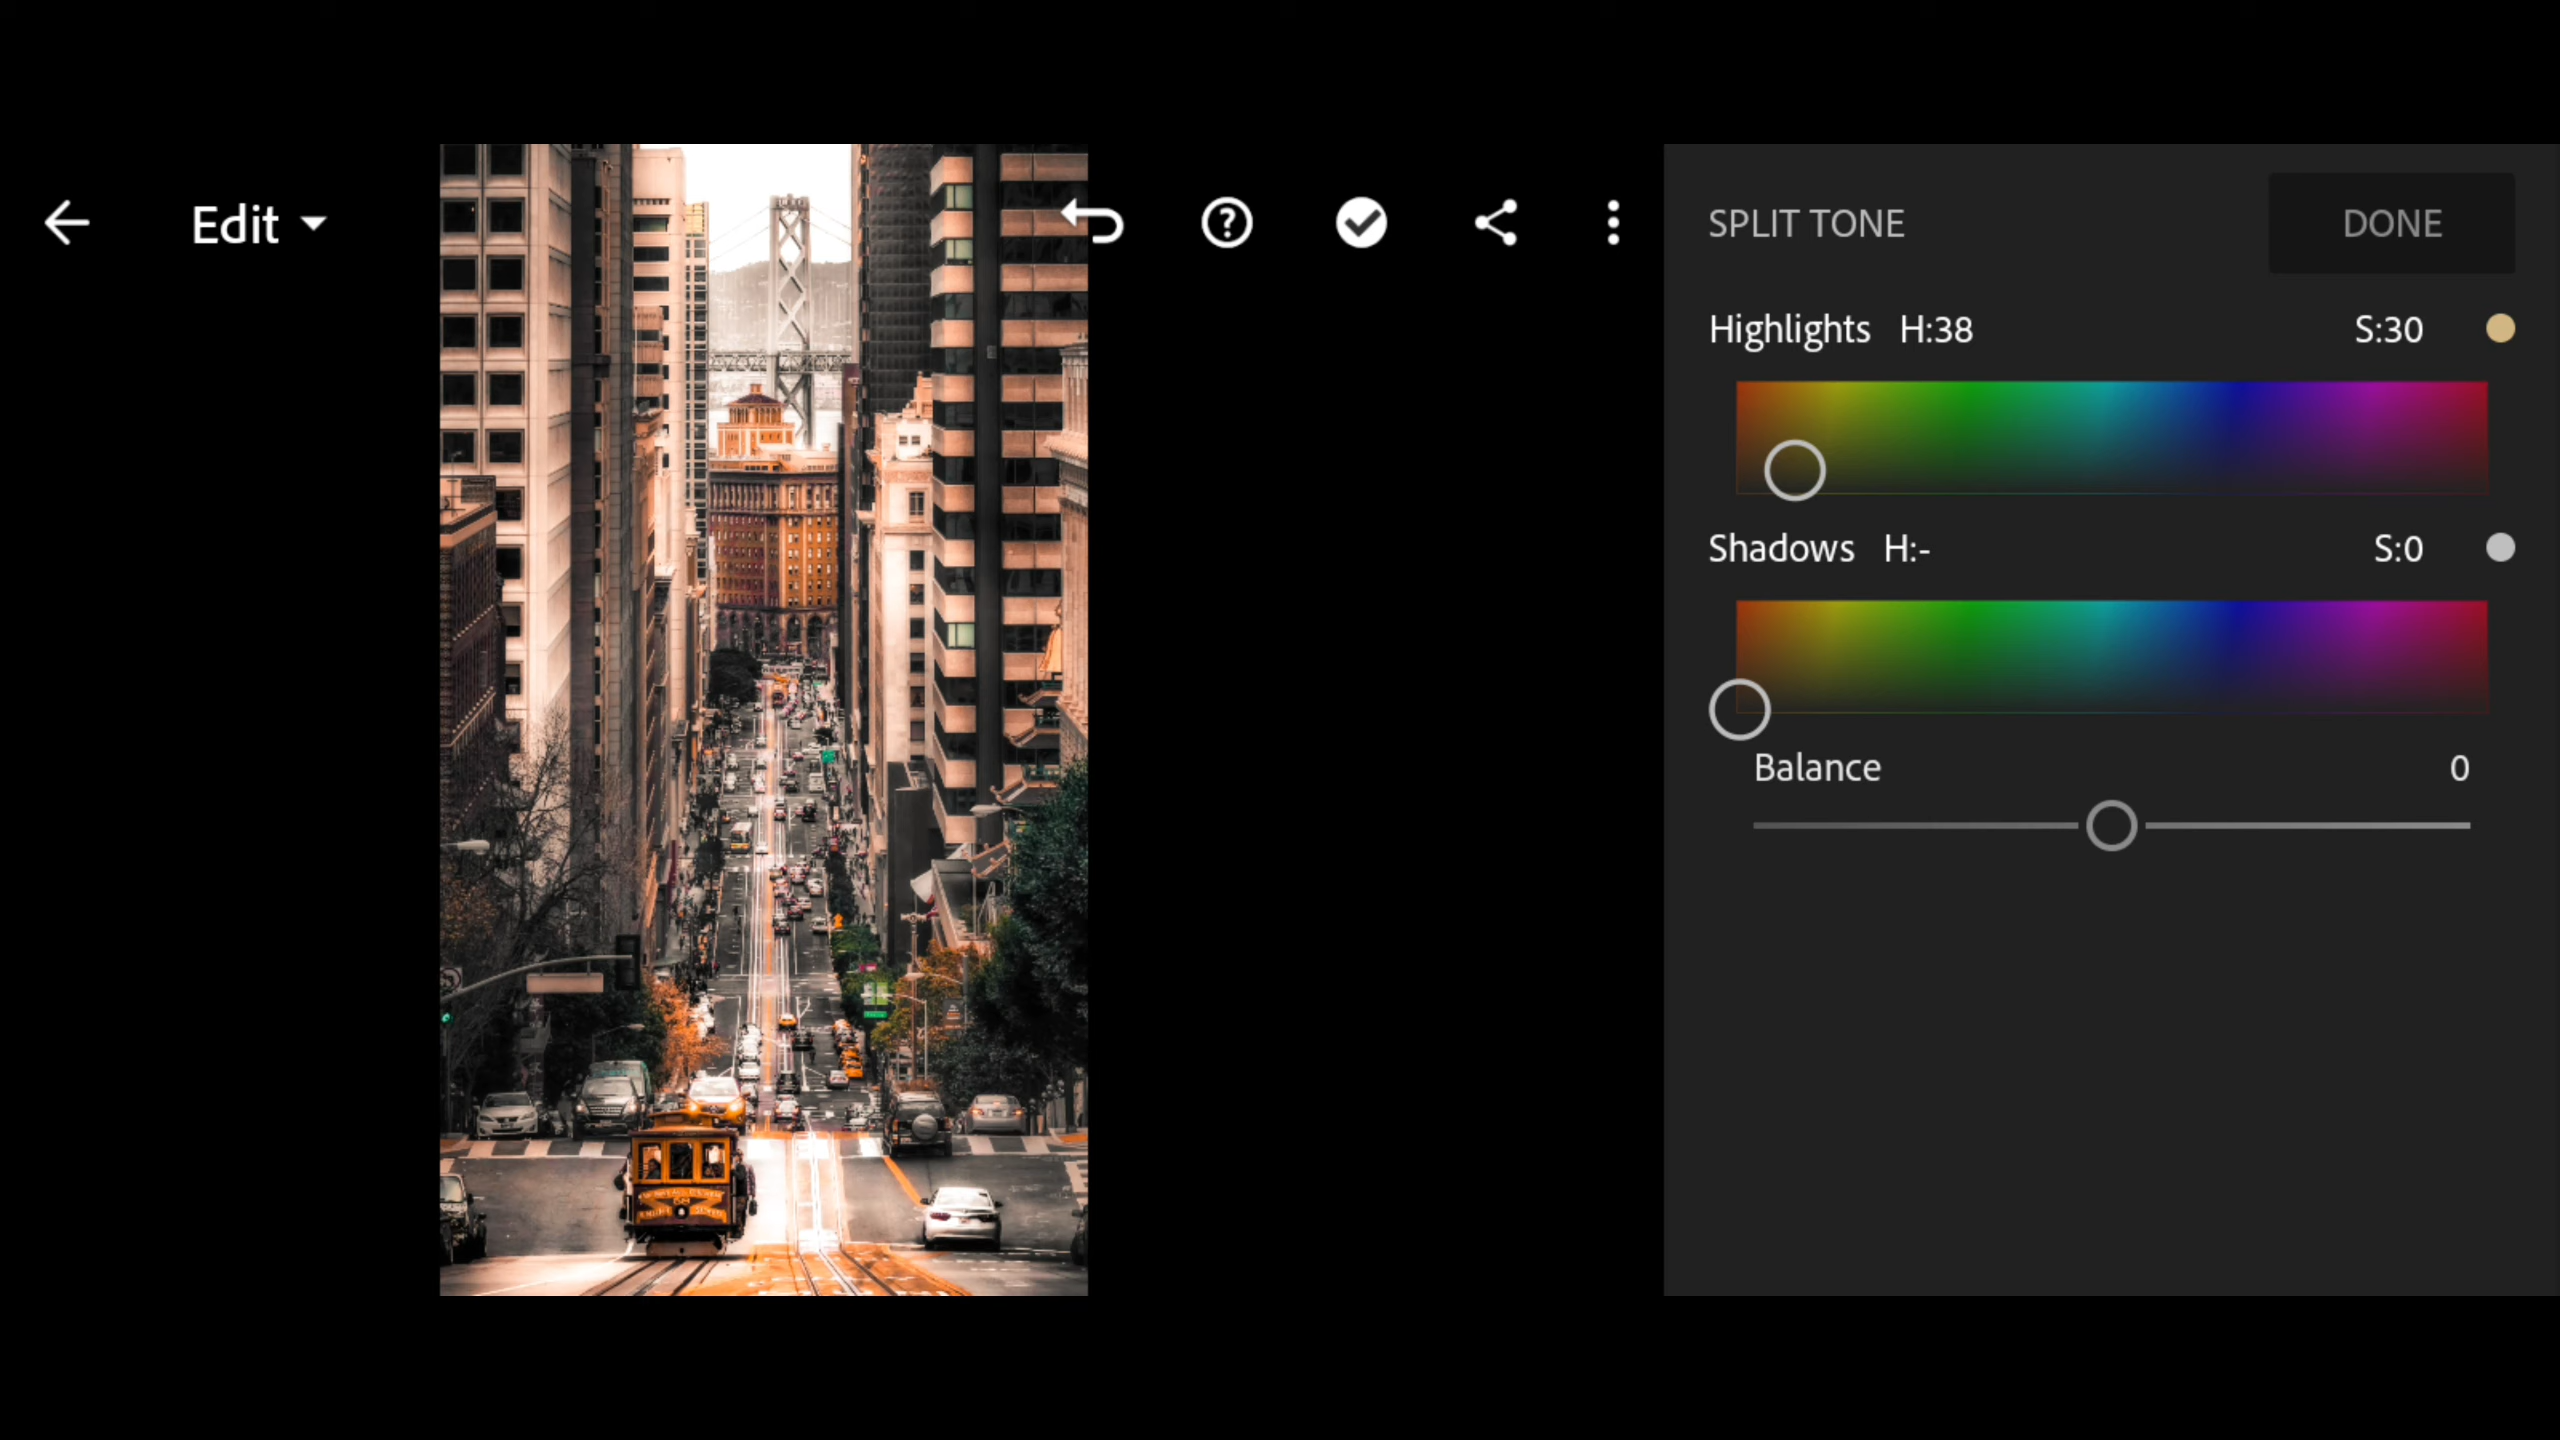 Edit
SPLIT TONE
DONE
Highlights H:38 S:30
Shadows H:- S:0
Balance 0